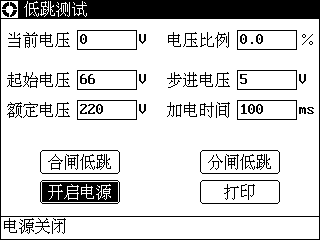 低跳测试
当前电压 0 V 电压比例 0.0 %
起始电压 66 V 步进电压 5 V
额定电压 220 V 加电时间 100 ms
合闸低跳 分闸低跳
开启电源 打印
电源关闭